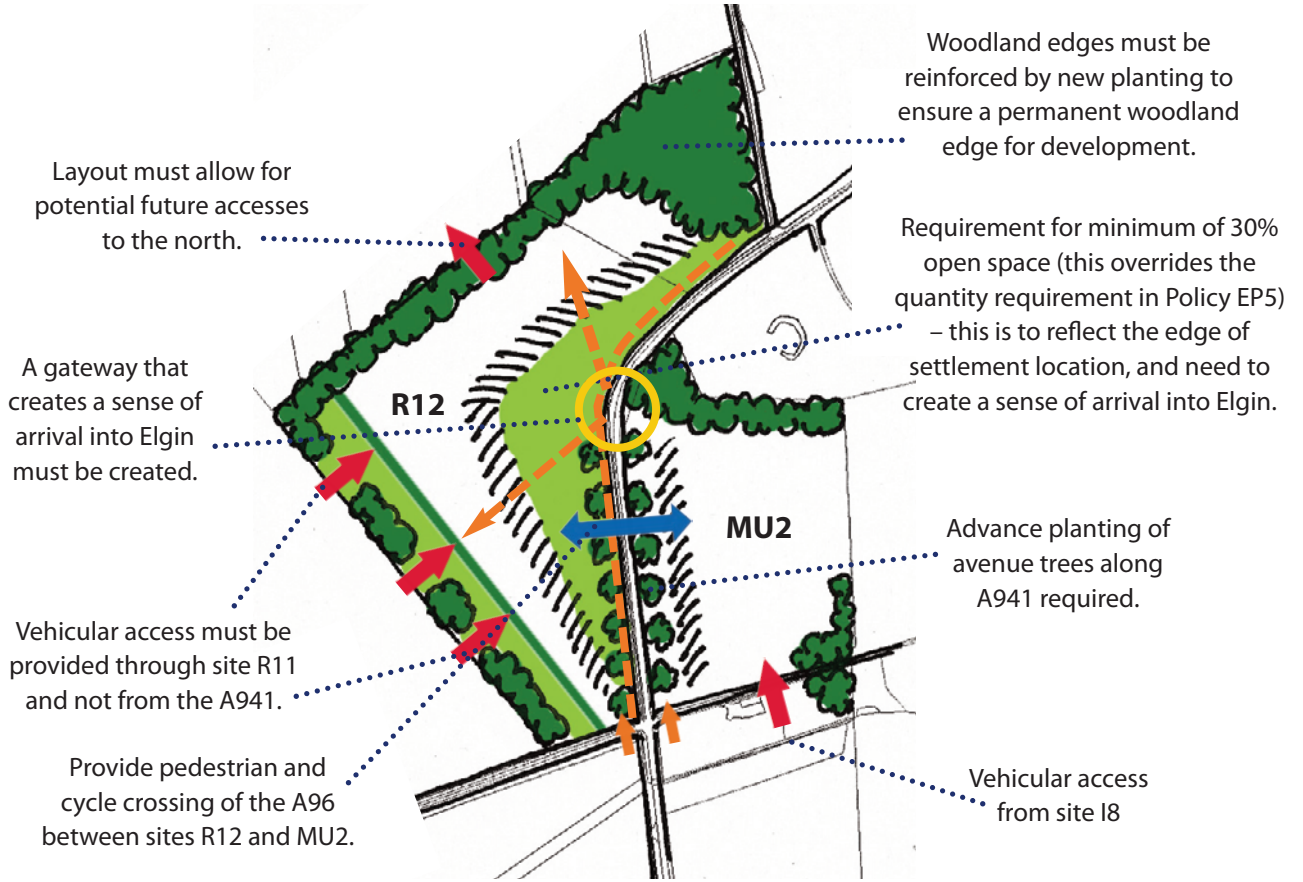 Woodland edges must be
reinforced by new planting to
ensure a permanent woodland
edge for development.
Layout must allow for
potential future accesses
to the north.
Requirement for minimum of 30%
open space (this overrides the
quantity requirement in Policy EP5)
– this is to reflect the edge of
settlement location, and need to
create a sense of arrival into Elgin.
A gateway that
creates a sense of
arrival into Elgin
must be created.
R12
MU2
Advance planting of
avenue trees along
A941 required.
Vehicular access must be
provided through site R11
and not from the A941.
Provide pedestrian and
cycle crossing of the A96
between sites R12 and MU2.
Vehicular access
from site I8